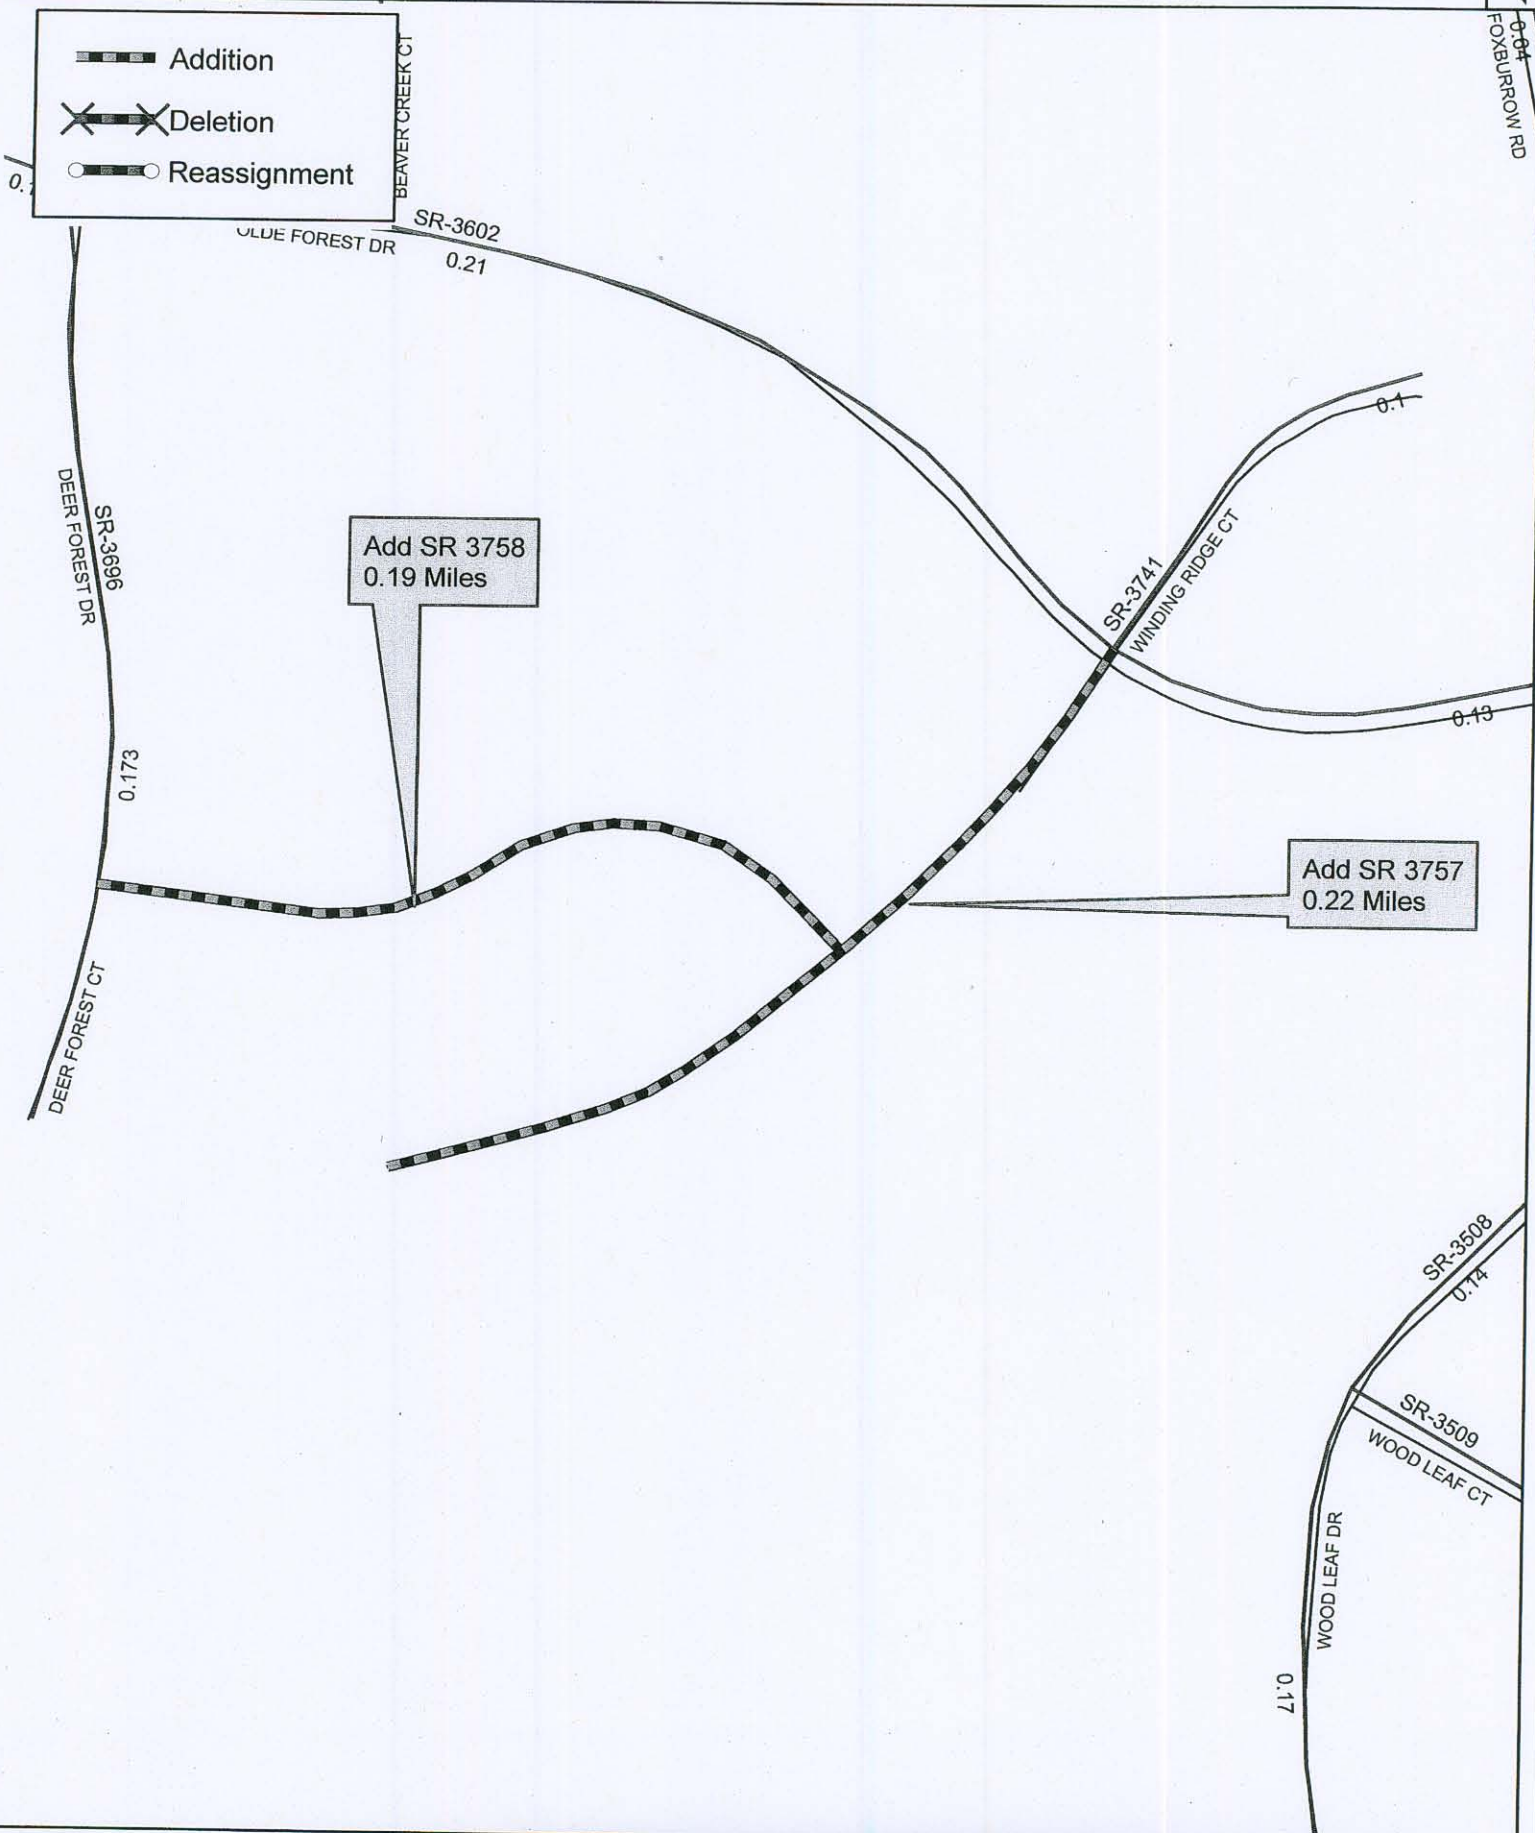 Addition
Deletion
Reassignment
BEAVER CREEK CT
0.04
FOXBURROW RD
OLDE FOREST DR
SR-3602
0.21
0.1
DEER FOREST DR
SR-3696
Add SR 3758
0.19 Miles
SR-3741
WINDING RIDGE CT
0.13
0.173
Add SR 3757
0.22 Miles
DEER FOREST CT
SR-3508
0.14
SR-3509
WOOD LEAF CT
WOOD LEAF DR
0.17